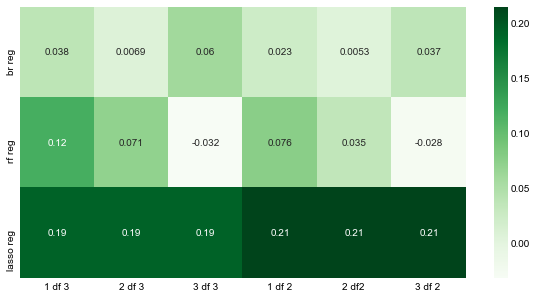 br reg
0.038 0.0069 0.06 0.023 0.0053 0.037
rf reg
0.12 0.071 -0.032 0.076 0.035 -0.028
lasso reg
0.19 0.19 0.19 0.21 0.21 0.21
1 df 3 2 df 3 3 df 3 1 df 2 2 df2 3 df 2
0.20
0.15
0.10
0.05
0.00